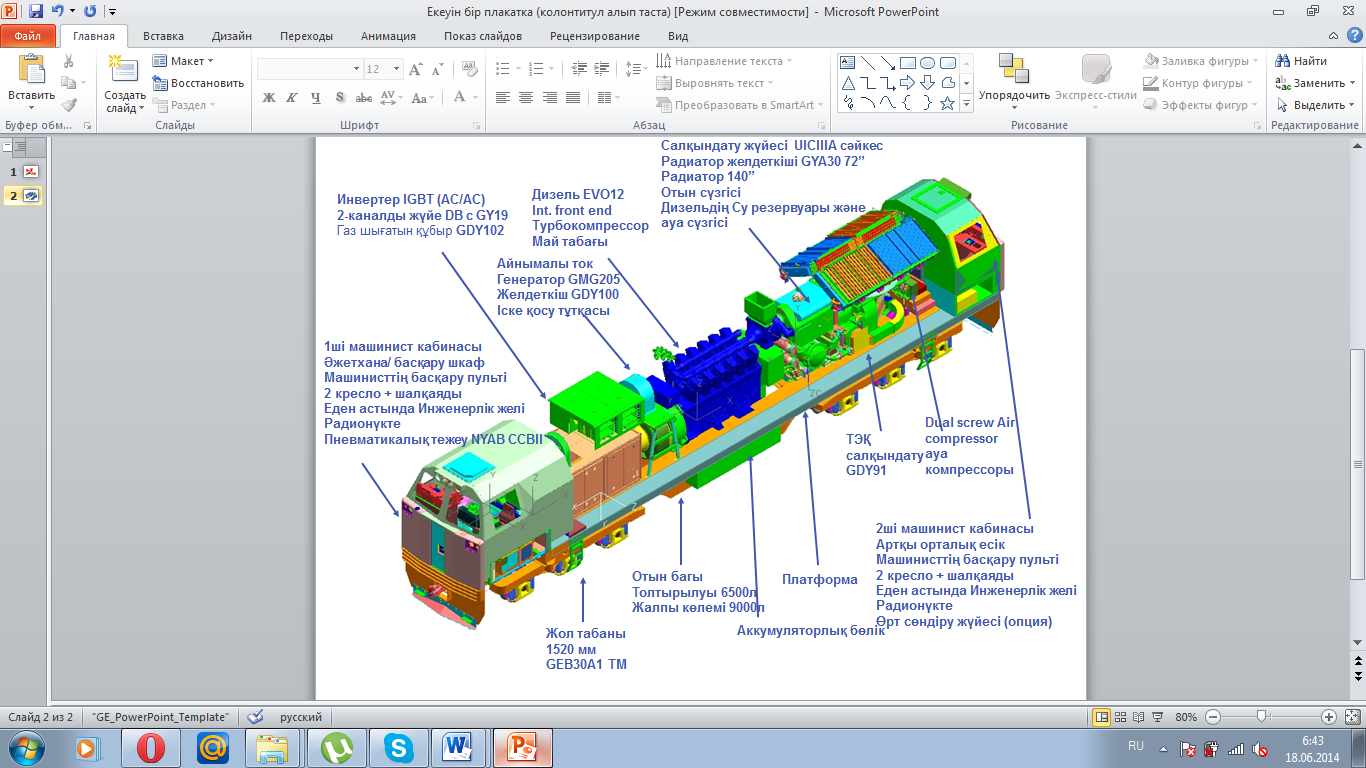 Екеуін бір плакатка (колонтитул алып таста) [Режим совместимости] - Microsoft PowerPoint
Файл
Главная
Вставка
Дизайн
Переходы
Анимация
Показ слайдов
Рецензирование
Вид
Вставить
Буфер обм...
Создать слайд
Макет
Восстановить
Раздел
Слайды
12
Ж К Ч S abc AV Aa А
Шрифт
Абзац
Направление текста
Выровнять текст
Преобразовать в SmartArt
Упорядочить
Экспресс-стили
Заливка фигуры
Контур фигуры
Эффекты фигур
Рисование
Найти
Заменить
Выделить
Редактирование
1
2
Салқындату жүйесі UICIIIA сәйкес
Радиатор желдеткіші GYA30 72”
Радиатор 140”
Отын сүзгісі
Дизельдің Су резервуары және
ауа сүзгісі
Инвертер IGBT (AC/AC)
2-каналды жүйе DB с GY19
Газ шығатын құбыр GDY102
Дизель EVO12
Int. front end
Турбокомпрессор
Май табағы
Айнымалы ток
Генератор GMG205
Желдеткіш GDY100
Іске қосу тұтқасы
1ші машинист кабинасы
Әжетхана/ басқару шкаф
Машинисттің басқару пульті
2 кресло + шалқаяды
Еден астында Инженерлік желі
Радионүкте
Пневматикалық тежеу NYAB CCBII
ТЭҚ
салқындату
GDY91
Dual screw Air
compressor
ауа
компрессоры
2ші машинист кабинасы
Артқы орталық есік
Машинисттің басқару пульті
2 кресло + шалқаяды
Еден астында Инженерлік желі
Радионүкте
Өрт сөндіру жүйесі (опция)
Отын багы
Толтырылуы 6500л
Жалпы көлемі 9000л
Платформа
Аккумуляторлық бөлік
Жол табаны
1520 мм
GEB30A1 TM
Слайд 2 из 2
"GE_PowerPoint_Template"
русский
80%
RU
6:43
18.06.2014